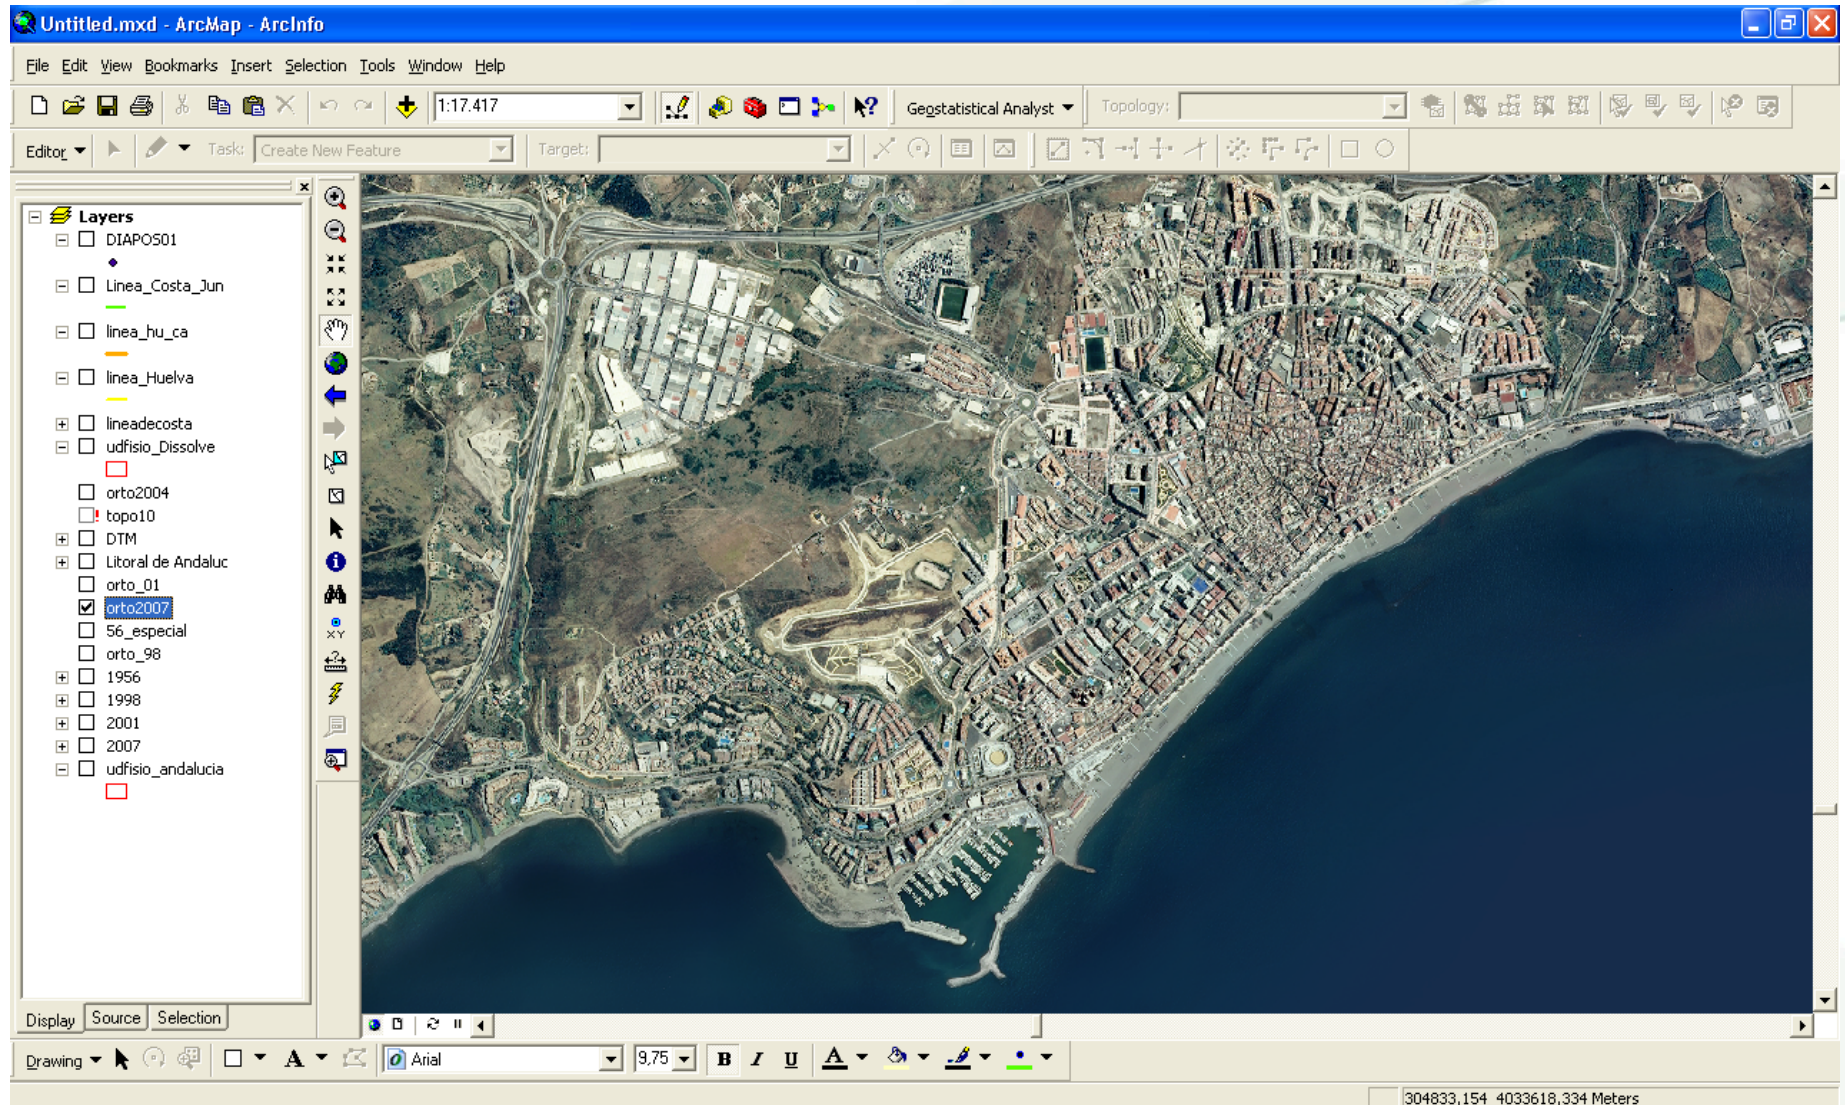 Untitled.mxd - ArcMap - ArcInfo
File Edit View Bookmarks Insert Selection Tools Window Help
1:17.417
Geostatistical Analyst
Topology:
Editor
Task: Create New Feature
Target:
Layers
DIAPOS01
Linea_Costa_Jun
linea_hu_ca
linea_Huelva
lineadecosta
udfisio_Dissolve
orto2004
topo10
DTM
Litoral de Andaluc
orto_01
orto2007
56_especial
orto_98
1956
1998
2001
2007
udfisio_andalucia
XY
Display Source Selection
Drawing A Arial 9,75 B I U A
304833,154 4033618,334 Meters